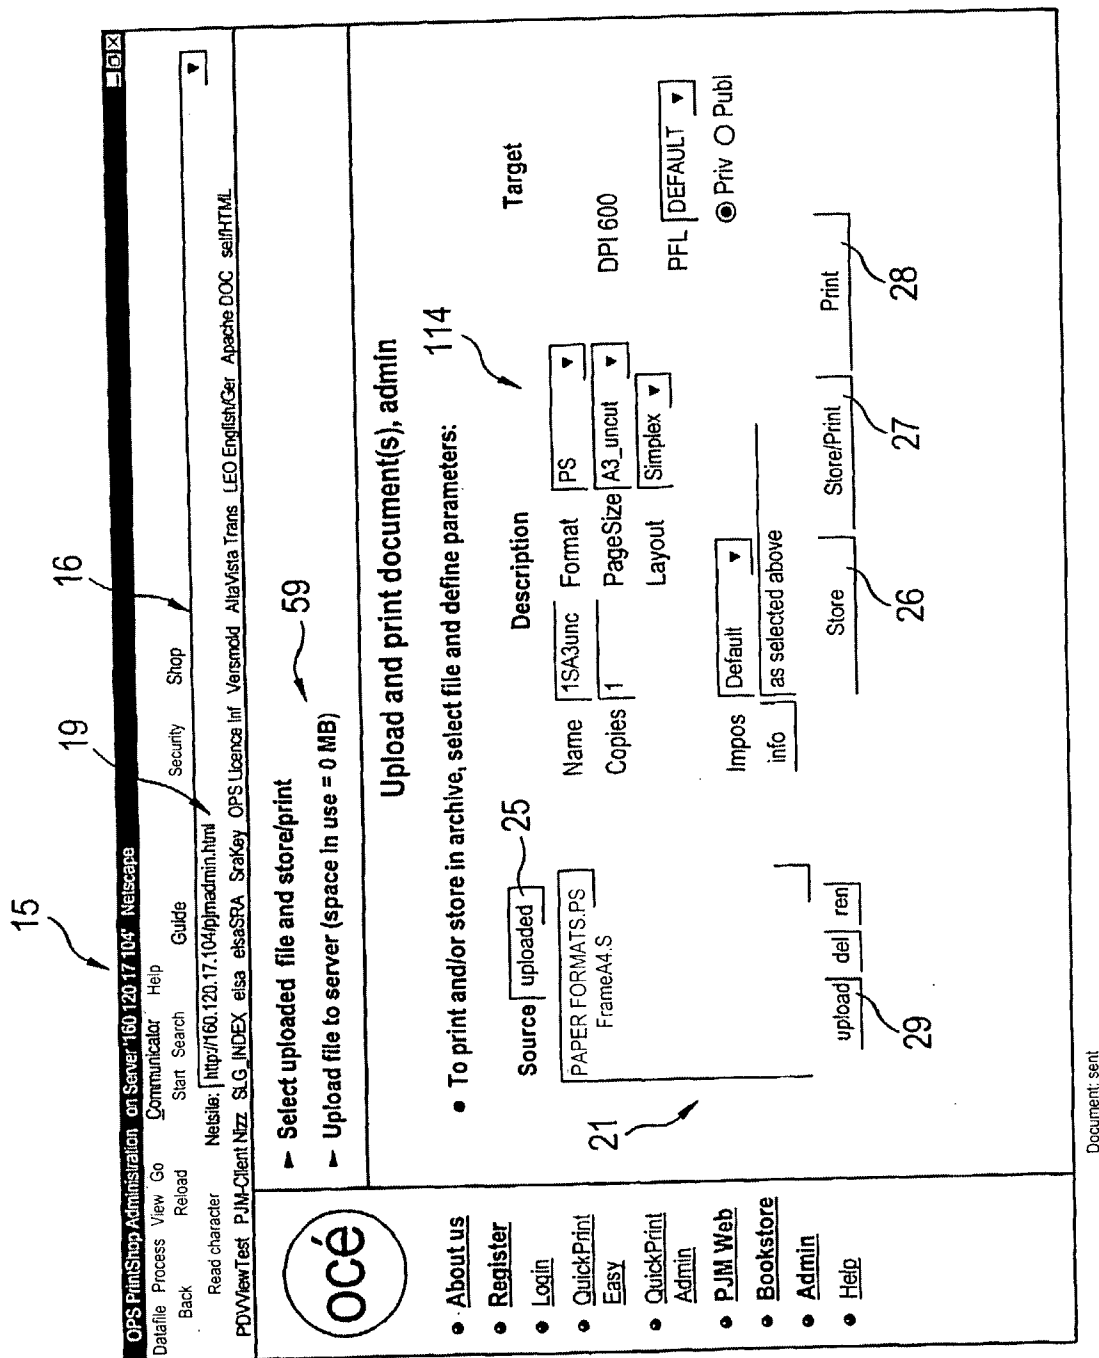 15
OPS PrintShop Administration on Server '160 120 17 104' Netscape
Datafile Process View Go Communicator Help
Back Reload Start Search Guide Security Shop
16
19
Read character Netsite: http://160.120.17.104/pjmadmin.html
PDWViewTest PJM-Client Nizz SLG_INDEX elsa elsaSRA SraKey OPS Licence Inf Versmold AltaVista Trans LEO English/Ger Apache DOC selfHTML
océ
► Select uploaded file and store/print
► Upload file to server (space in use = 0 MB)
59
• About us
• Register
• Login
• QuickPrint
Easy
• QuickPrint
Admin
• PJM Web
• Bookstore
• Admin
• Help
Upload and print document(s), admin
• To print and/or store in archive, select file and define parameters:
114
Source uploaded
25
Description
Target
PAPER FORMATS.PS
FrameA4.S
21
Name 1SA3unc Format PS
Copies 1 PageSize A3_uncut DPI 600
Layout Simplex PFL DEFAULT
Priv Publ
Impos Default
info as selected above
upload del ren
29
Store Store/Print Print
26 27 28
Document: sent